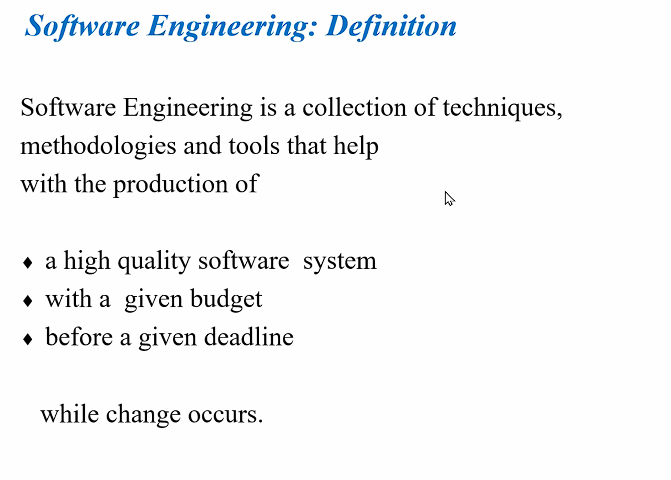 Software Engineering: Definition
Software Engineering is a collection of techniques,
methodologies and tools that help
with the production of
♦ a high quality software system
♦ with a given budget
♦ before a given deadline
while change occurs.